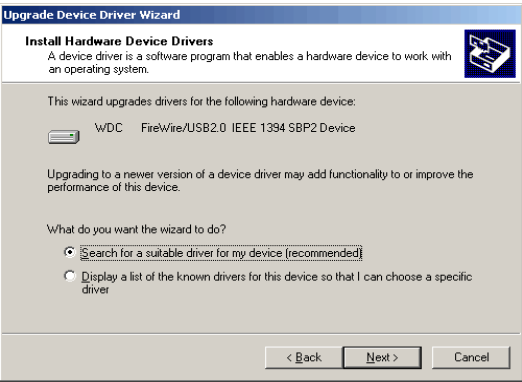 Upgrade Device Driver Wizard
Install Hardware Device Drivers
A device driver is a software program that enables a hardware device to work with
an operating system.
This wizard upgrades drivers for the following hardware device:
WDC FireWire/USB2.0 IEEE 1394 SBP2 Device
Upgrading to a newer version of a device driver may add functionality to or improve the
performance of this device.
What do you want the wizard to do?
Search for a suitable driver for my device (recommended)
Display a list of the known drivers for this device so that I can choose a specific
driver
< Back Next > Cancel